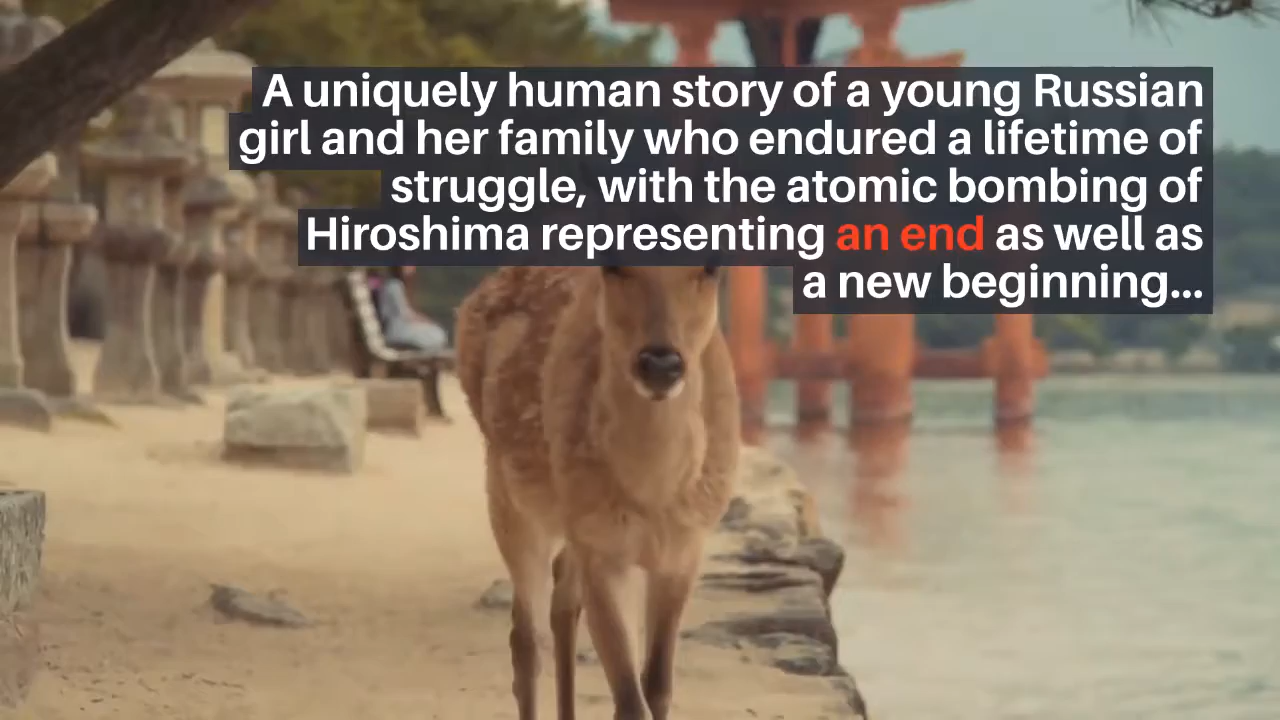 A uniquely human story of a young Russian
girl and her family who endured a lifetime of
struggle, with the atomic bombing of
Hiroshima representing an end as well as
a new beginning...